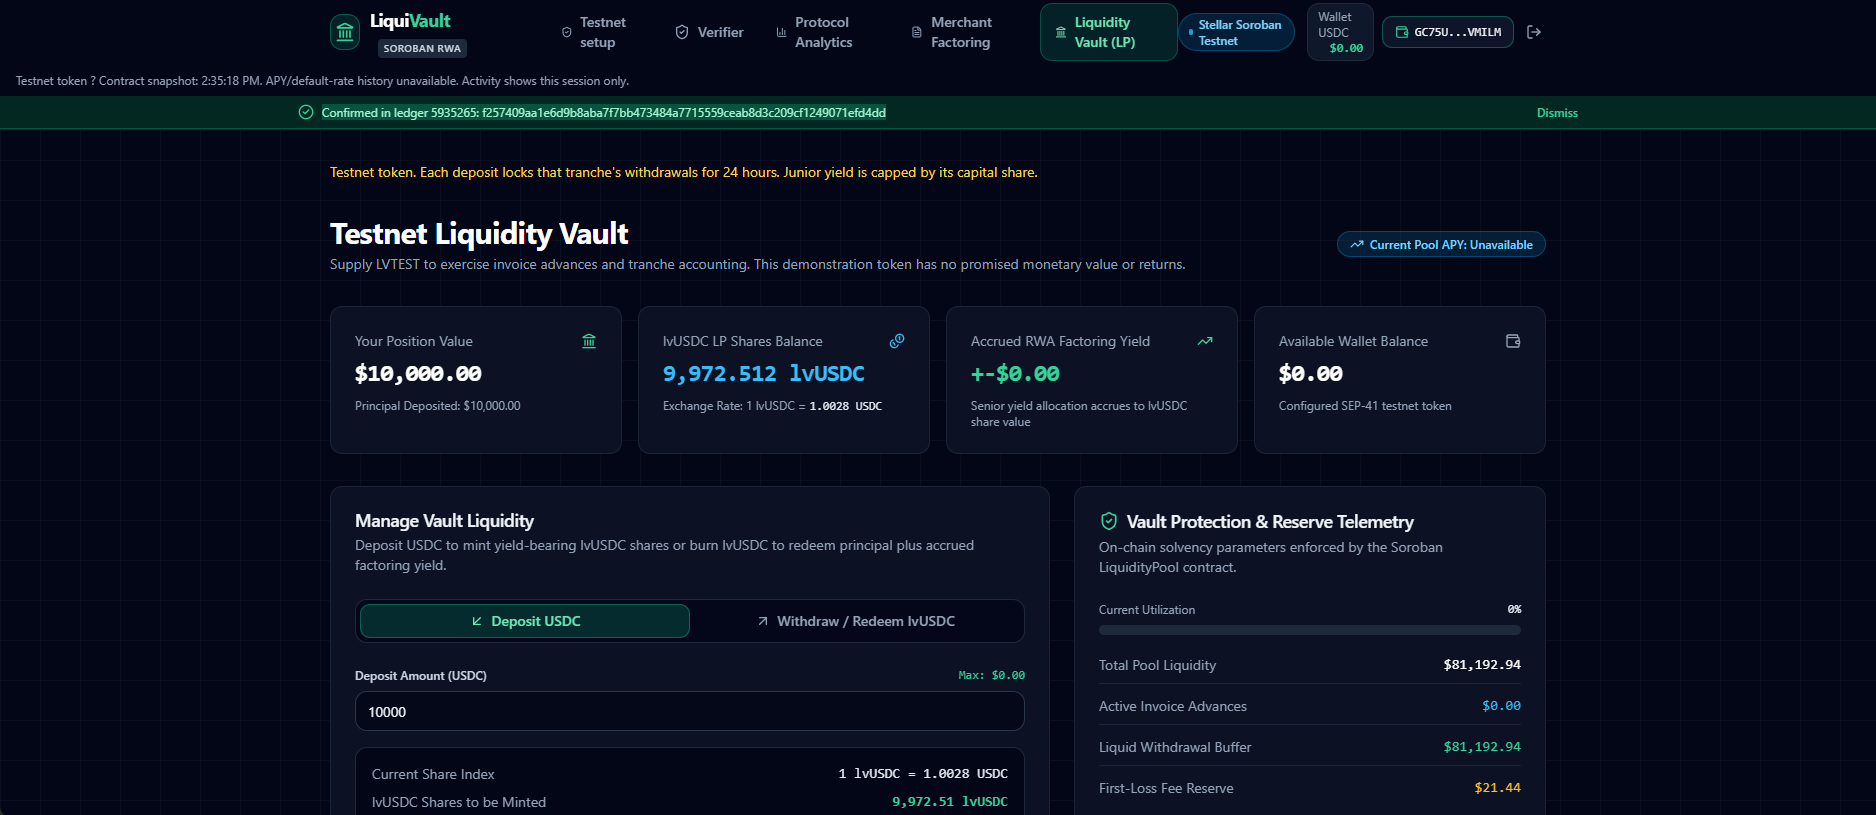 LiquiVault
SOROBAN RWA
Testnet
setup
Verifier
Protocol
Analytics
Merchant
Factoring
Liquidity
Vault (LP)
Stellar Soroban
Testnet
Wallet
USDC
$0.00
GC75U...VMILM
Testnet token ? Contract snapshot: 2:35:18 PM. APY/default-rate history unavailable. Activity shows this session only.
Confirmed in ledger 5935265: f257409aa1e6d9b8aba7f7bb473484a7715559ceab8d3c209cf1249071efd4dd
Dismiss
Testnet token. Each deposit locks that tranche's withdrawals for 24 hours. Junior yield is capped by its capital share.
Testnet Liquidity Vault
Current Pool APY: Unavailable
Supply LVTEST to exercise invoice advances and tranche accounting. This demonstration token has no promised monetary value or returns.
Your Position Value
$10,000.00
Principal Deposited: $10,000.00
lvUSDC LP Shares Balance
9,972.512 lvUSDC
Exchange Rate: 1 lvUSDC = 1.0028 USDC
Accrued RWA Factoring Yield
+-$0.00
Senior yield allocation accrues to lvUSDC
share value
Available Wallet Balance
$0.00
Configured SEP-41 testnet token
Manage Vault Liquidity
Deposit USDC to mint yield-bearing lvUSDC shares or burn lvUSDC to redeem principal plus accrued
factoring yield.
Deposit USDC
Withdraw / Redeem lvUSDC
Deposit Amount (USDC)
Max: $0.00
10000
Current Share Index
1 lvUSDC = 1.0028 USDC
lvUSDC Shares to be Minted
9,972.51 lvUSDC
Vault Protection & Reserve Telemetry
On-chain solvency parameters enforced by the Soroban
LiquidityPool contract.
Current Utilization
0%
Total Pool Liquidity
$81,192.94
Active Invoice Advances
$0.00
Liquid Withdrawal Buffer
$81,192.94
First-Loss Fee Reserve
$21.44